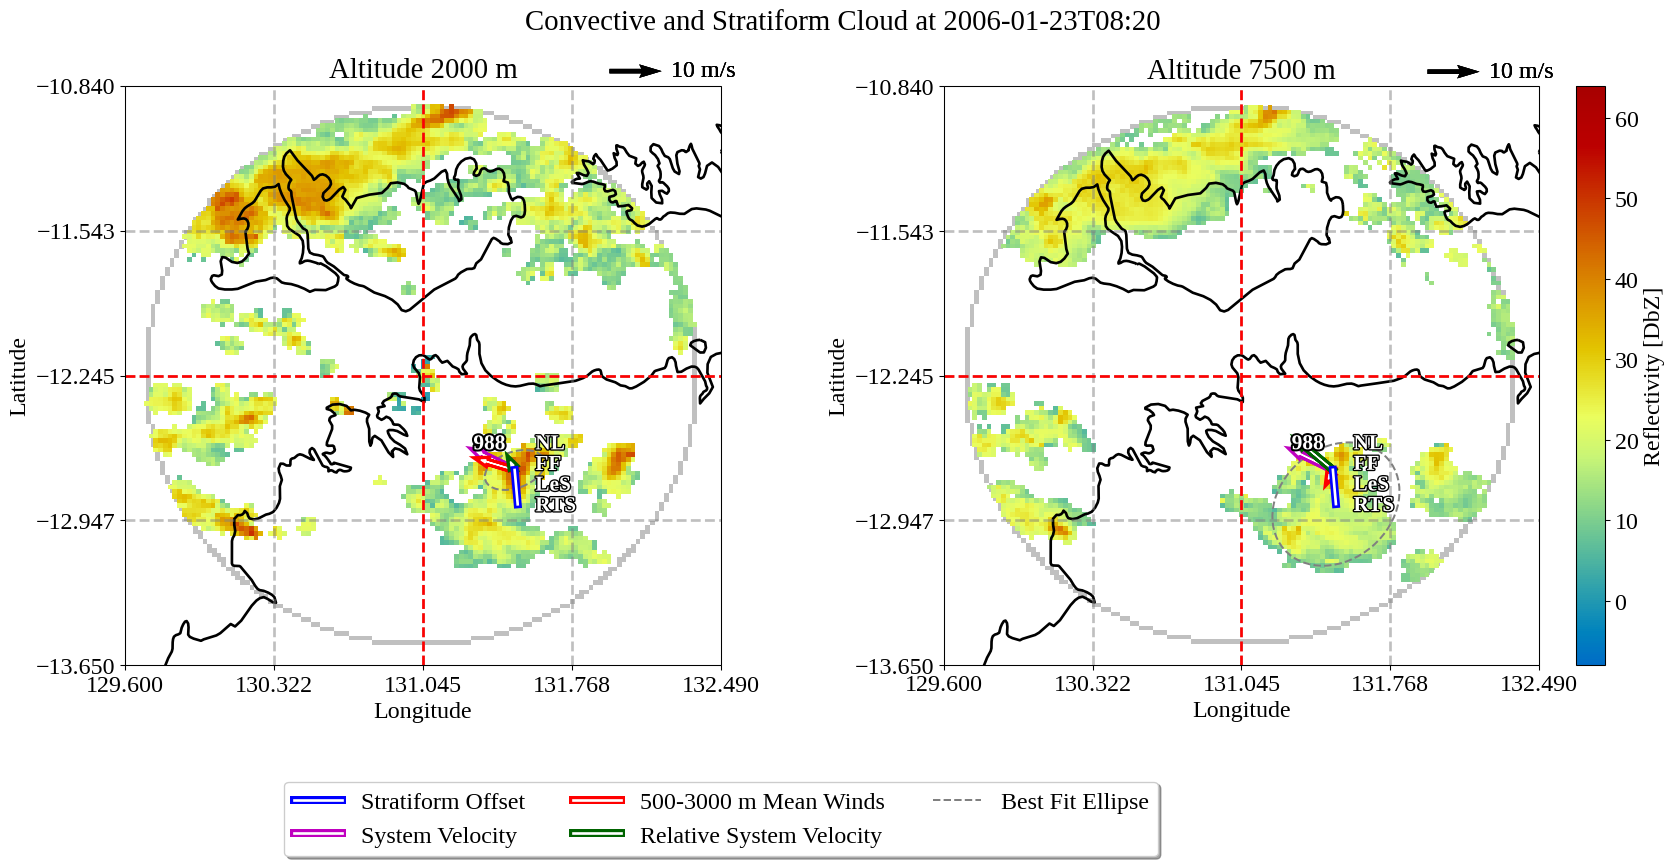 Convective and Stratiform Cloud at 2006-01-23T08:20
Altitude 2000 m
10 m/s
Altitude 7500 m
10 m/s
−10.840
−11.543
−12.245
−12.947
−13.650
Latitude
129.600
130.322
131.045
131.768
132.490
Longitude
988
NL
FF
LeS
RTS
−10.840
−11.543
−12.245
−12.947
−13.650
Latitude
129.600
130.322
131.045
131.768
132.490
Longitude
988
NL
FF
LeS
RTS
60
50
40
30
20
10
0
Reflectivity [DbZ]
Stratiform Offset
System Velocity
500-3000 m Mean Winds
Relative System Velocity
Best Fit Ellipse